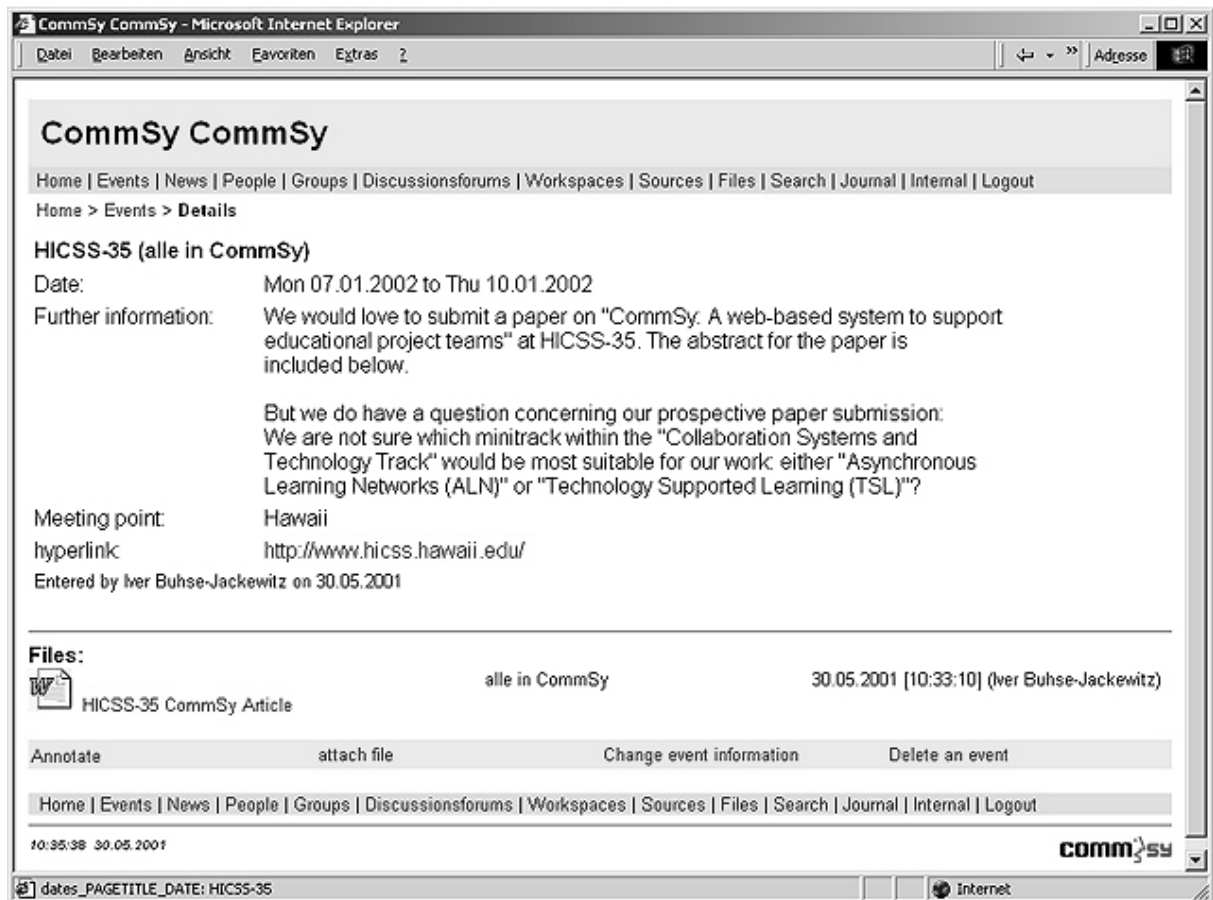 CommSy CommSy - Microsoft Internet Explorer
Datei Bearbeiten Ansicht Favoriten Extras ? » Adresse
CommSy CommSy
Home | Events | News | People | Groups | Discussionsforums | Workspaces | Sources | Files | Search | Journal | Internal | Logout
Home > Events > Details
HICSS-35 (alle in CommSy)
Date: Mon 07.01.2002 to Thu 10.01.2002
Further information: We would love to submit a paper on "CommSy: A web-based system to support
educational project teams" at HICSS-35. The abstract for the paper is
included below.
But we do have a question concerning our prospective paper submission:
We are not sure which minitrack within the "Collaboration Systems and
Technology Track" would be most suitable for our work: either "Asynchronous
Learning Networks (ALN)" or "Technology Supported Learning (TSL)"?
Meeting point: Hawaii
hyperlink: http://www.hicss.hawaii.edu/
Entered by Iver Buhse-Jackewitz on 30.05.2001
Files:
W HICSS-35 CommSy Article alle in CommSy 30.05.2001 [10:33:10] (Iver Buhse-Jackewitz)
Annotate attach file Change event information Delete an event
Home | Events | News | People | Groups | Discussionsforums | Workspaces | Sources | Files | Search | Journal | Internal | Logout
10:35:38 30.05.2001 commsy
dates_PAGETITLE_DATE: HICSS-35 Internet